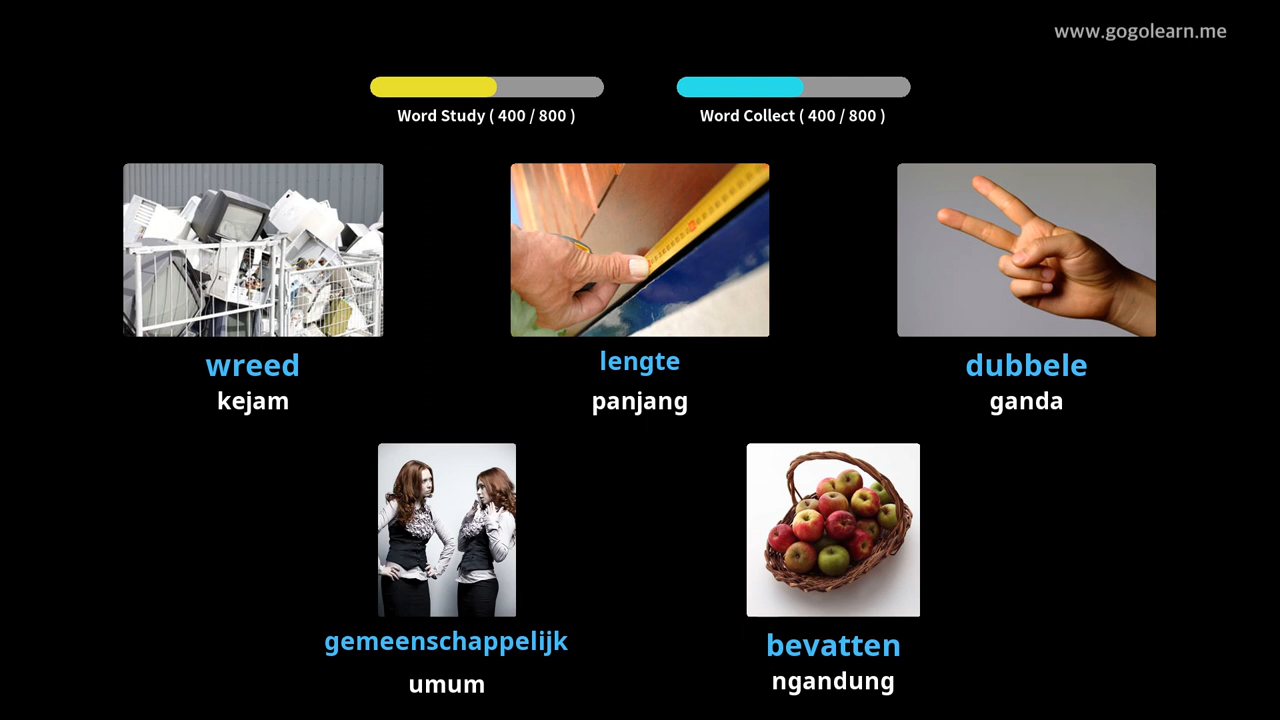 www.gogolearn.me
Word Study ( 400 / 800 )
Word Collect ( 400 / 800 )
wreed
kejam
lengte
panjang
dubbele
ganda
gemeenschappelijk
umum
bevatten
ngandung